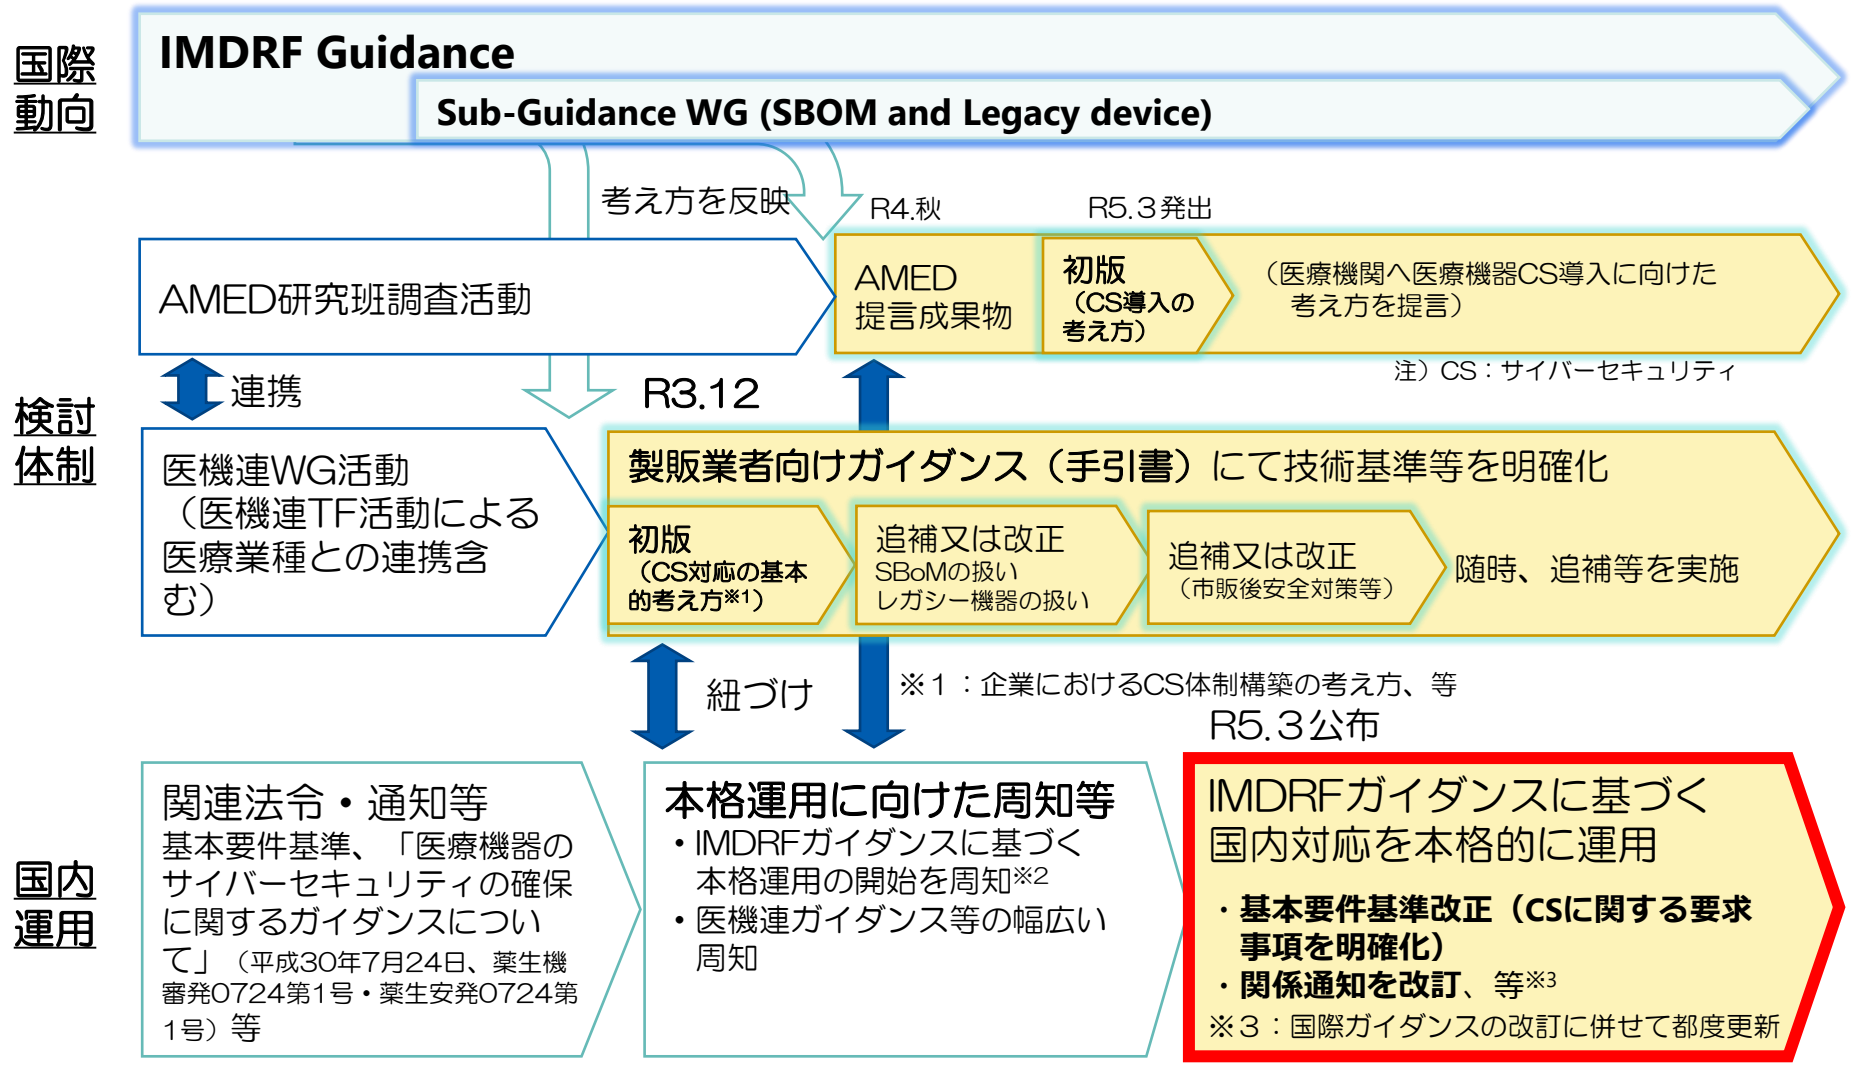 国際
動向
IMDRF Guidance
Sub-Guidance WG (SBOM and Legacy device)
考え方を反映
R4.秋
R5.３発出
AMED研究班調査活動
AMED
提言成果物
初版
（CS導入の
考え方）
（医療機関へ医療機器CS導入に向けた
考え方を提言）
注）CS：サイバーセキュリティ
連携
検討
体制
R3.12
医機連WG活動
（医機連TF活動による
医療業種との連携含
む）
製販業者向けガイダンス（手引書）にて技術基準等を明確化
初版
（CS対応の基本
的考え方※1）
追補又は改正
SBoMの扱い
レガシー機器の扱い
追補又は改正
（市販後安全対策等）
随時、追補等を実施
紐づけ
※１：企業におけるCS体制構築の考え方、等
R5.３公布
国内
運用
関連法令・通知等
基本要件基準、「医療機器の
サイバーセキュリティの確保
に関するガイダンスについ
て」（平成30年7月24日、薬生機
審発0724第1号・薬生安発0724第
1号）等
本格運用に向けた周知等
・IMDRFガイダンスに基づく
本格運用の開始を周知※2
・医機連ガイダンス等の幅広い
周知
IMDRFガイダンスに基づく
国内対応を本格的に運用
・基本要件基準改正（CSに関する要求
事項を明確化）
・関係通知を改訂、等※3
※３：国際ガイダンスの改訂に併せて都度更新